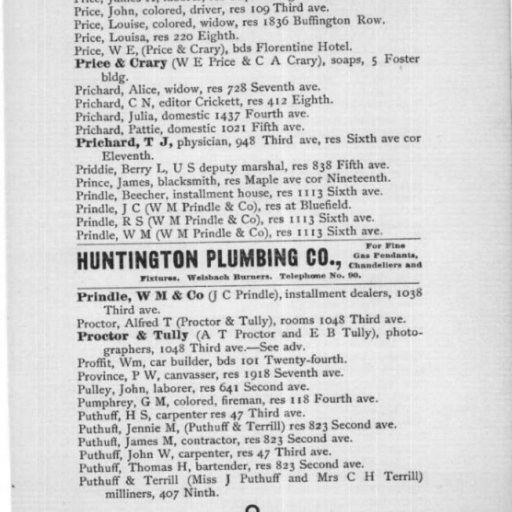 Price, John, colored, driver, res 109 Third ave.
Price, Louise, colored, widow, res 1836 Buffington Row.
Price, Louisa, res 220 Eighth.
Price, W E, (Price & Crary), bds Florentine Hotel.
Price & Crary (W E Price & C A Crary), soaps, 5 Foster
bldg.
Prichard, Alice, widow, res 728 Seventh ave.
Prichard, C N, editor Crickett, res 412 Eighth.
Prichard, Julia, domestic 1437 Fourth ave.
Prichard, Pattie, domestic 1021 Fifth ave.
Prichard, T J, physician, 948 Third ave, res Sixth ave cor
Eleventh.
Priddie, Berry L, U S deputy marshal, res 838 Fifth ave.
Prince, James, blacksmith, res Maple ave cor Nineteenth.
Prindle, Beecher, installment house, res 1113 Sixth ave.
Prindle, J C (W M Prindle & Co), res at Bluefield.
Prindle, R S (W M Prindle & Co), res 1113 Sixth ave.
Prindle, W M (W M Prindle & Co), res 1113 Sixth ave.
HUNTINGTON PLUMBING CO., For Fine
Gas Pendants,
Chandeliers and
Fixtures. Welsbach Burners. Telephone No. 90.
Prindle, W M & Co (J C Prindle), installment dealers, 1038
Third ave.
Proctor, Alfred T (Proctor & Tully), rooms 1048 Third ave.
Proctor & Tully (A T Proctor and E B Tully), photo-
graphers, 1048 Third ave.—See adv.
Proffit, Wm, car builder, bds 101 Twenty-fourth.
Province, P W, canvasser, res 1918 Seventh ave.
Pulley, John, laborer, res 641 Second ave.
Pumphrey, G M, colored, fireman, res 118 Fourth ave.
Puthuff, H S, carpenter res 47 Third ave.
Puthuff, Jennie M, (Puthuff & Terrill) res 823 Second ave.
Puthuff, James M, contractor, res 823 Second ave.
Puthuff, John W, carpenter, res 47 Third ave.
Puthuff, Thomas H, bartender, res 823 Second ave.
Puthuff & Terrill (Miss J Puthuff and Mrs C H Terrill)
milliners, 407 Ninth.